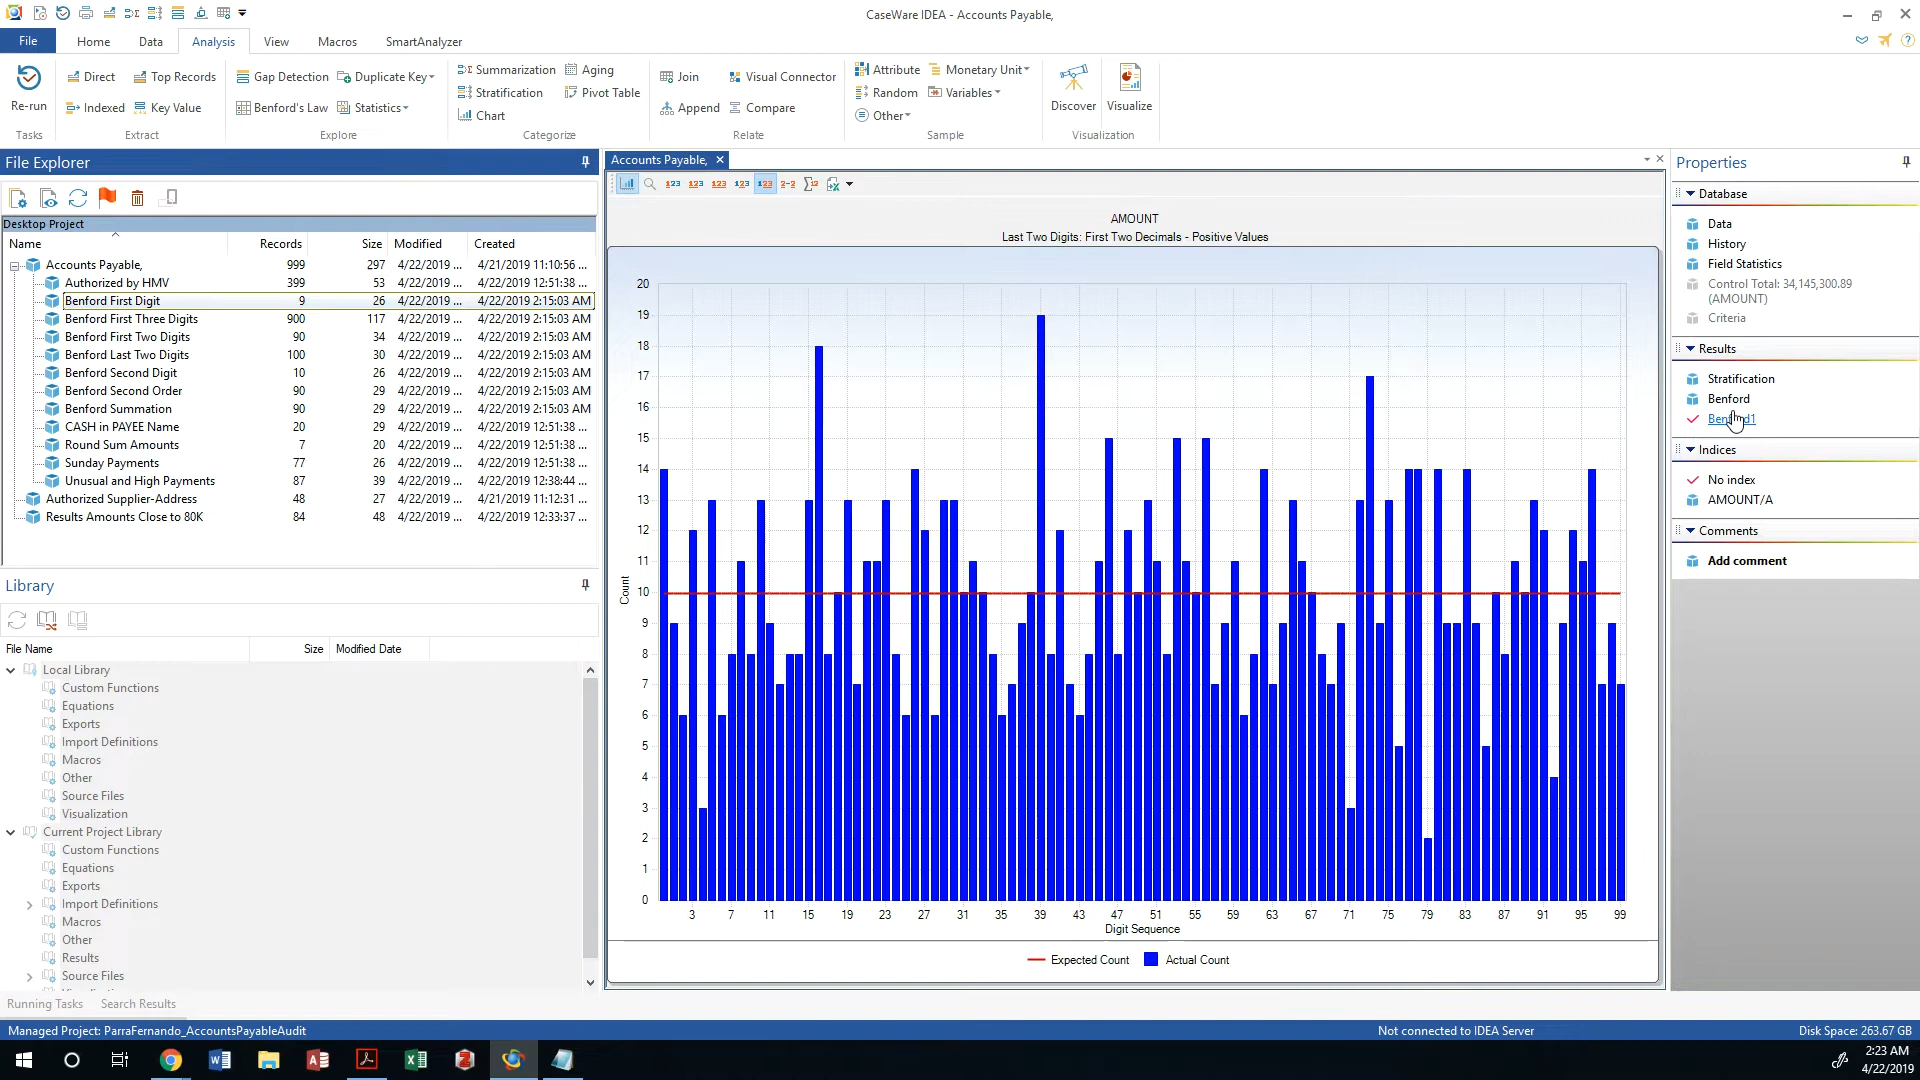 CaseWare IDEA - Accounts Payable,
File Home Data Analysis View Macros SmartAnalyzer
Re-run
Tasks
Direct Top Records
Indexed Key Value
Extract
Gap Detection Duplicate Key
Benford's Law Statistics
Explore
Summarization Aging
Stratification Pivot Table
Chart
Categorize
Join Visual Connector
Append Compare
Relate
Attribute Monetary Unit
Random Variables
Other
Sample
Discover Visualize
Visualization
File Explorer
Desktop Project
Name Records Size Modified Created
Accounts Payable, 999 297 4/22/2019 ... 4/21/2019 11:10:56 ...
Authorized by HMV 399 53 4/22/2019 ... 4/22/2019 12:51:38 ...
Benford First Digit 9 26 4/22/2019 ... 4/22/2019 2:15:03 AM
Benford First Three Digits 900 117 4/22/2019 ... 4/22/2019 2:15:03 AM
Benford First Two Digits 90 34 4/22/2019 ... 4/22/2019 2:15:03 AM
Benford Last Two Digits 100 30 4/22/2019 ... 4/22/2019 2:15:03 AM
Benford Second Digit 10 26 4/22/2019 ... 4/22/2019 2:15:03 AM
Benford Second Order 90 29 4/22/2019 ... 4/22/2019 2:15:03 AM
Benford Summation 90 29 4/22/2019 ... 4/22/2019 2:15:03 AM
CASH in PAYEE Name 20 29 4/22/2019 ... 4/22/2019 12:51:38 ...
Round Sum Amounts 7 20 4/22/2019 ... 4/22/2019 12:51:38 ...
Sunday Payments 77 26 4/22/2019 ... 4/22/2019 12:51:38 ...
Unusual and High Payments 87 39 4/22/2019 ... 4/22/2019 12:38:44 ...
Authorized Supplier-Address 48 27 4/22/2019 ... 4/21/2019 11:12:31 ...
Results Amounts Close to 80K 84 48 4/22/2019 ... 4/22/2019 12:33:37 ...
Library
File Name Size Modified Date
Local Library
Custom Functions
Equations
Exports
Import Definitions
Macros
Other
Source Files
Visualization
Current Project Library
Custom Functions
Equations
Exports
Import Definitions
Macros
Other
Results
Source Files
Running Tasks Search Results
Accounts Payable,
123 123 123 123 123 2-2
AMOUNT
Last Two Digits: First Two Decimals - Positive Values
20
19
18
17
16
15
14
13
12
11
10
9
8
7
6
5
4
3
2
1
0
Count
3 7 11 15 19 23 27 31 35 39 43 47 51 55 59 63 67 71 75 79 83 87 91 95 99
Digit Sequence
Expected Count Actual Count
Properties
Database
Data
History
Field Statistics
Control Total: 34,145,300.89
(AMOUNT)
Criteria
Results
Stratification
Benford
Benford1
Indices
No index
AMOUNT/A
Comments
Add comment
Managed Project: ParraFernando_AccountsPayableAudit Not connected to IDEA Server Disk Space: 263.67 GB
2:23 AM
4/22/2019